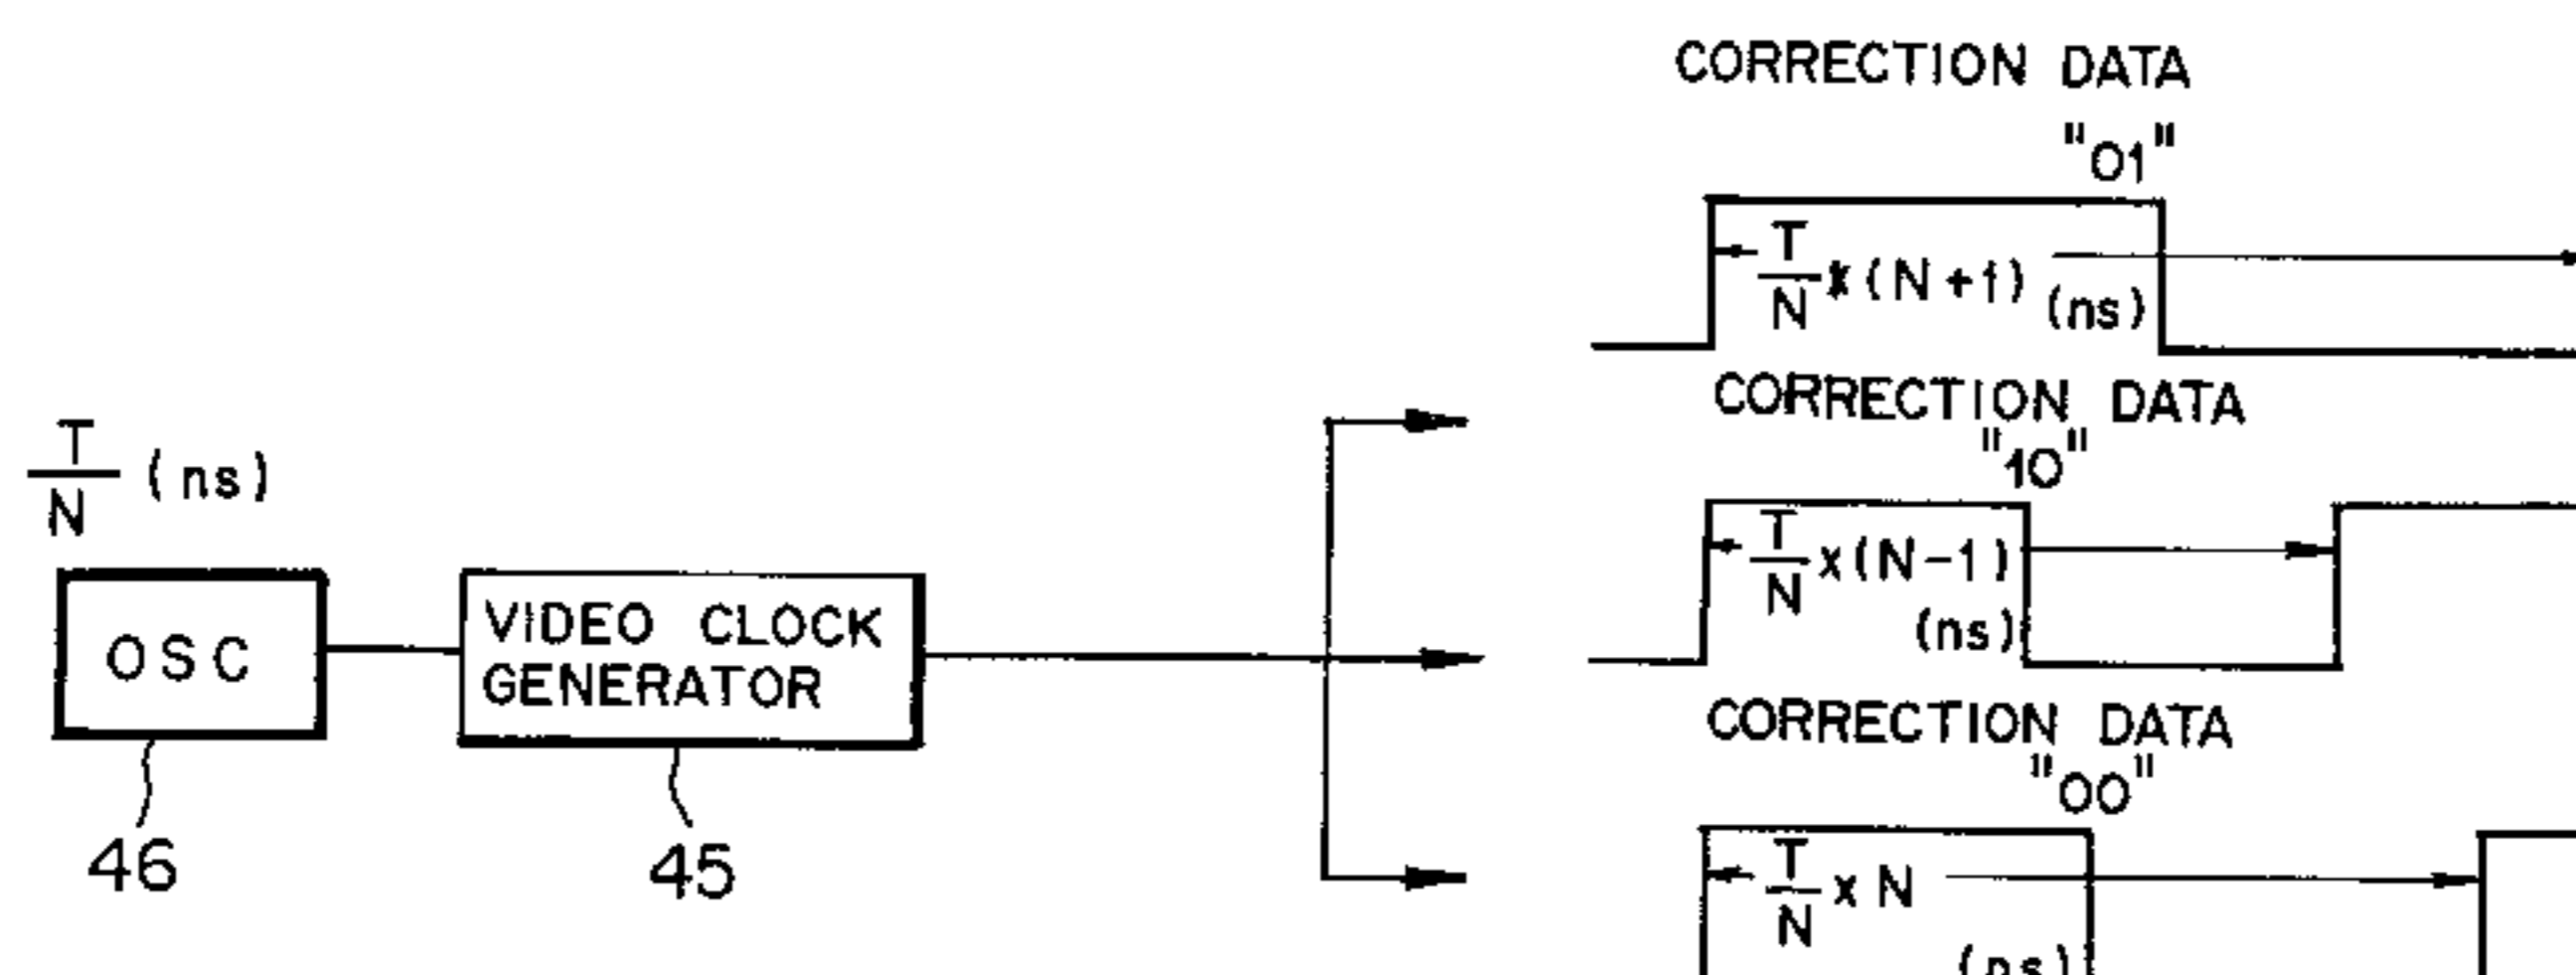 CORRECTION DATA
"01"
T/N x (N+1) (ns)
CORRECTION DATA
"10"
T/N x (N-1)
(ns)
CORRECTION DATA
"00"
T/N x N
(ns)
T/N (ns)
OSC
VIDEO CLOCK
GENERATOR
46
45